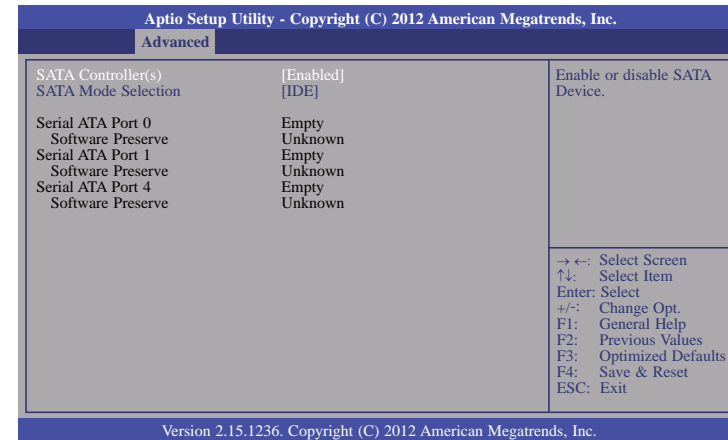 Aptio Setup Utility - Copyright (C) 2012 American Megatrends, Inc.
Advanced
SATA Controller(s) [Enabled]
SATA Mode Selection [IDE]
Serial ATA Port 0 Empty
Software Preserve Unknown
Serial ATA Port 1 Empty
Software Preserve Unknown
Serial ATA Port 4 Empty
Software Preserve Unknown
Enable or disable SATA
Device.
→←: Select Screen
↑↓: Select Item
Enter: Select
+/-: Change Opt.
F1: General Help
F2: Previous Values
F3: Optimized Defaults
F4: Save & Reset
ESC: Exit
Version 2.15.1236. Copyright (C) 2012 American Megatrends, Inc.